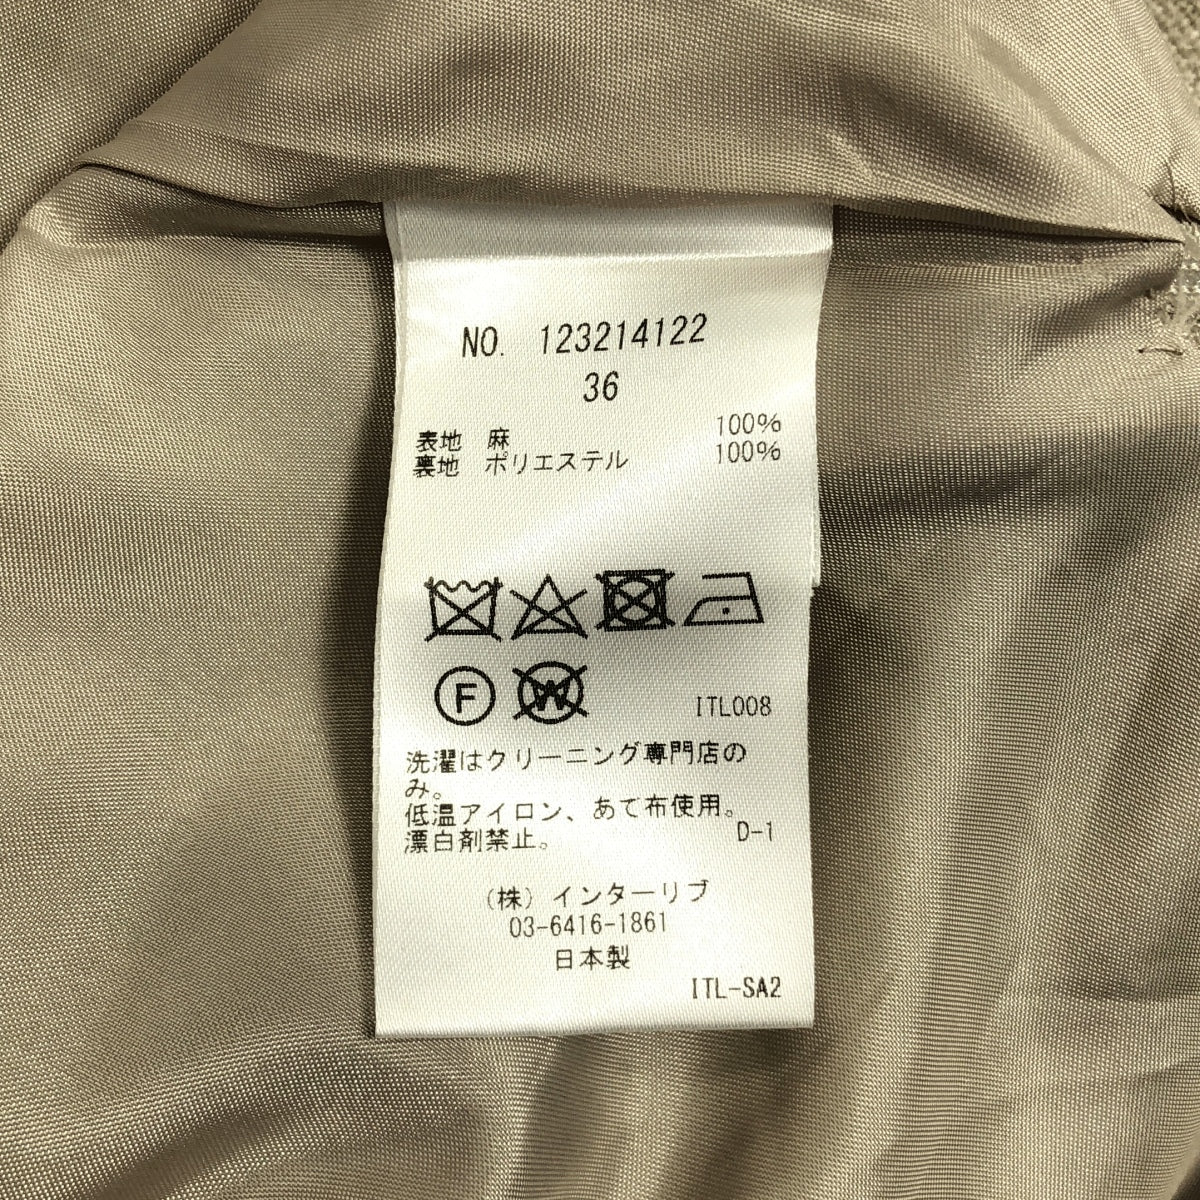 NO. 123214122
36
表地 麻 100%
裏地 ポリエステル 100%
F W ITL008
洗濯はクリーニング専門店の
み。
低温アイロン、あて布使用。
漂白剤禁止。 D-1
(株)インターリブ
03-6416-1861
日本製
ITL-SA2